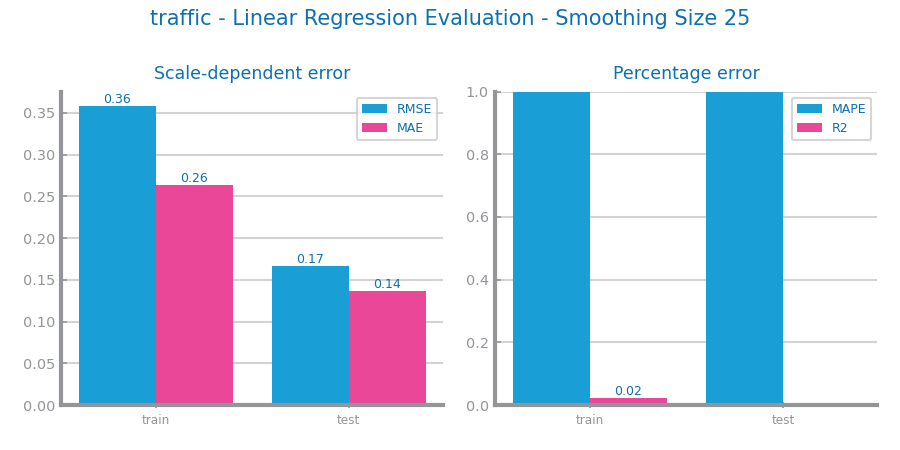 traffic - Linear Regression Evaluation - Smoothing Size 25
Scale-dependent error
0.35
0.30
0.25
0.20
0.15
0.10
0.05
0.00
0.36
0.26
0.17
0.14
RMSE
MAE
train
test
Percentage error
1.0
0.8
0.6
0.4
0.2
0.0
0.02
MAPE
R2
train
test